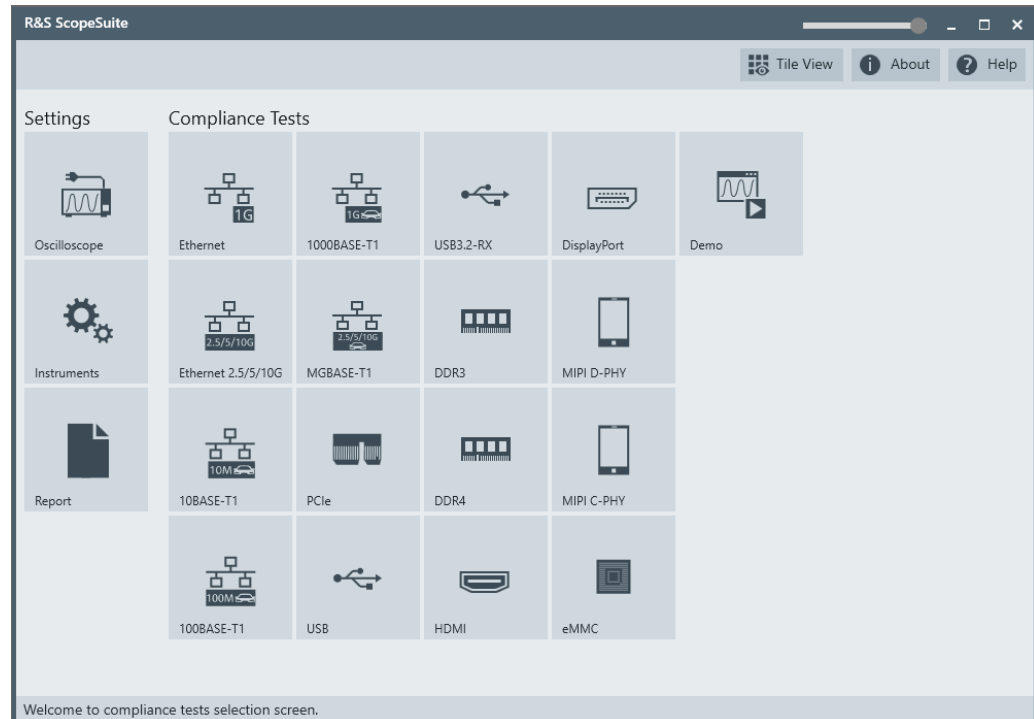 R&S ScopeSuite
Tile View About Help
Settings Compliance Tests
1G 1G
Oscilloscope Ethernet 1000BASE-T1 USB3.2-RX DisplayPort Demo
2.5/5/10G 2.5/5/10G
Instruments Ethernet 2.5/5/10G MGBASE-T1 DDR3 MIPI D-PHY
10M
Report 10BASE-T1 PCIe DDR4 MIPI C-PHY
100M
100BASE-T1 USB HDMI eMMC
Welcome to compliance tests selection screen.